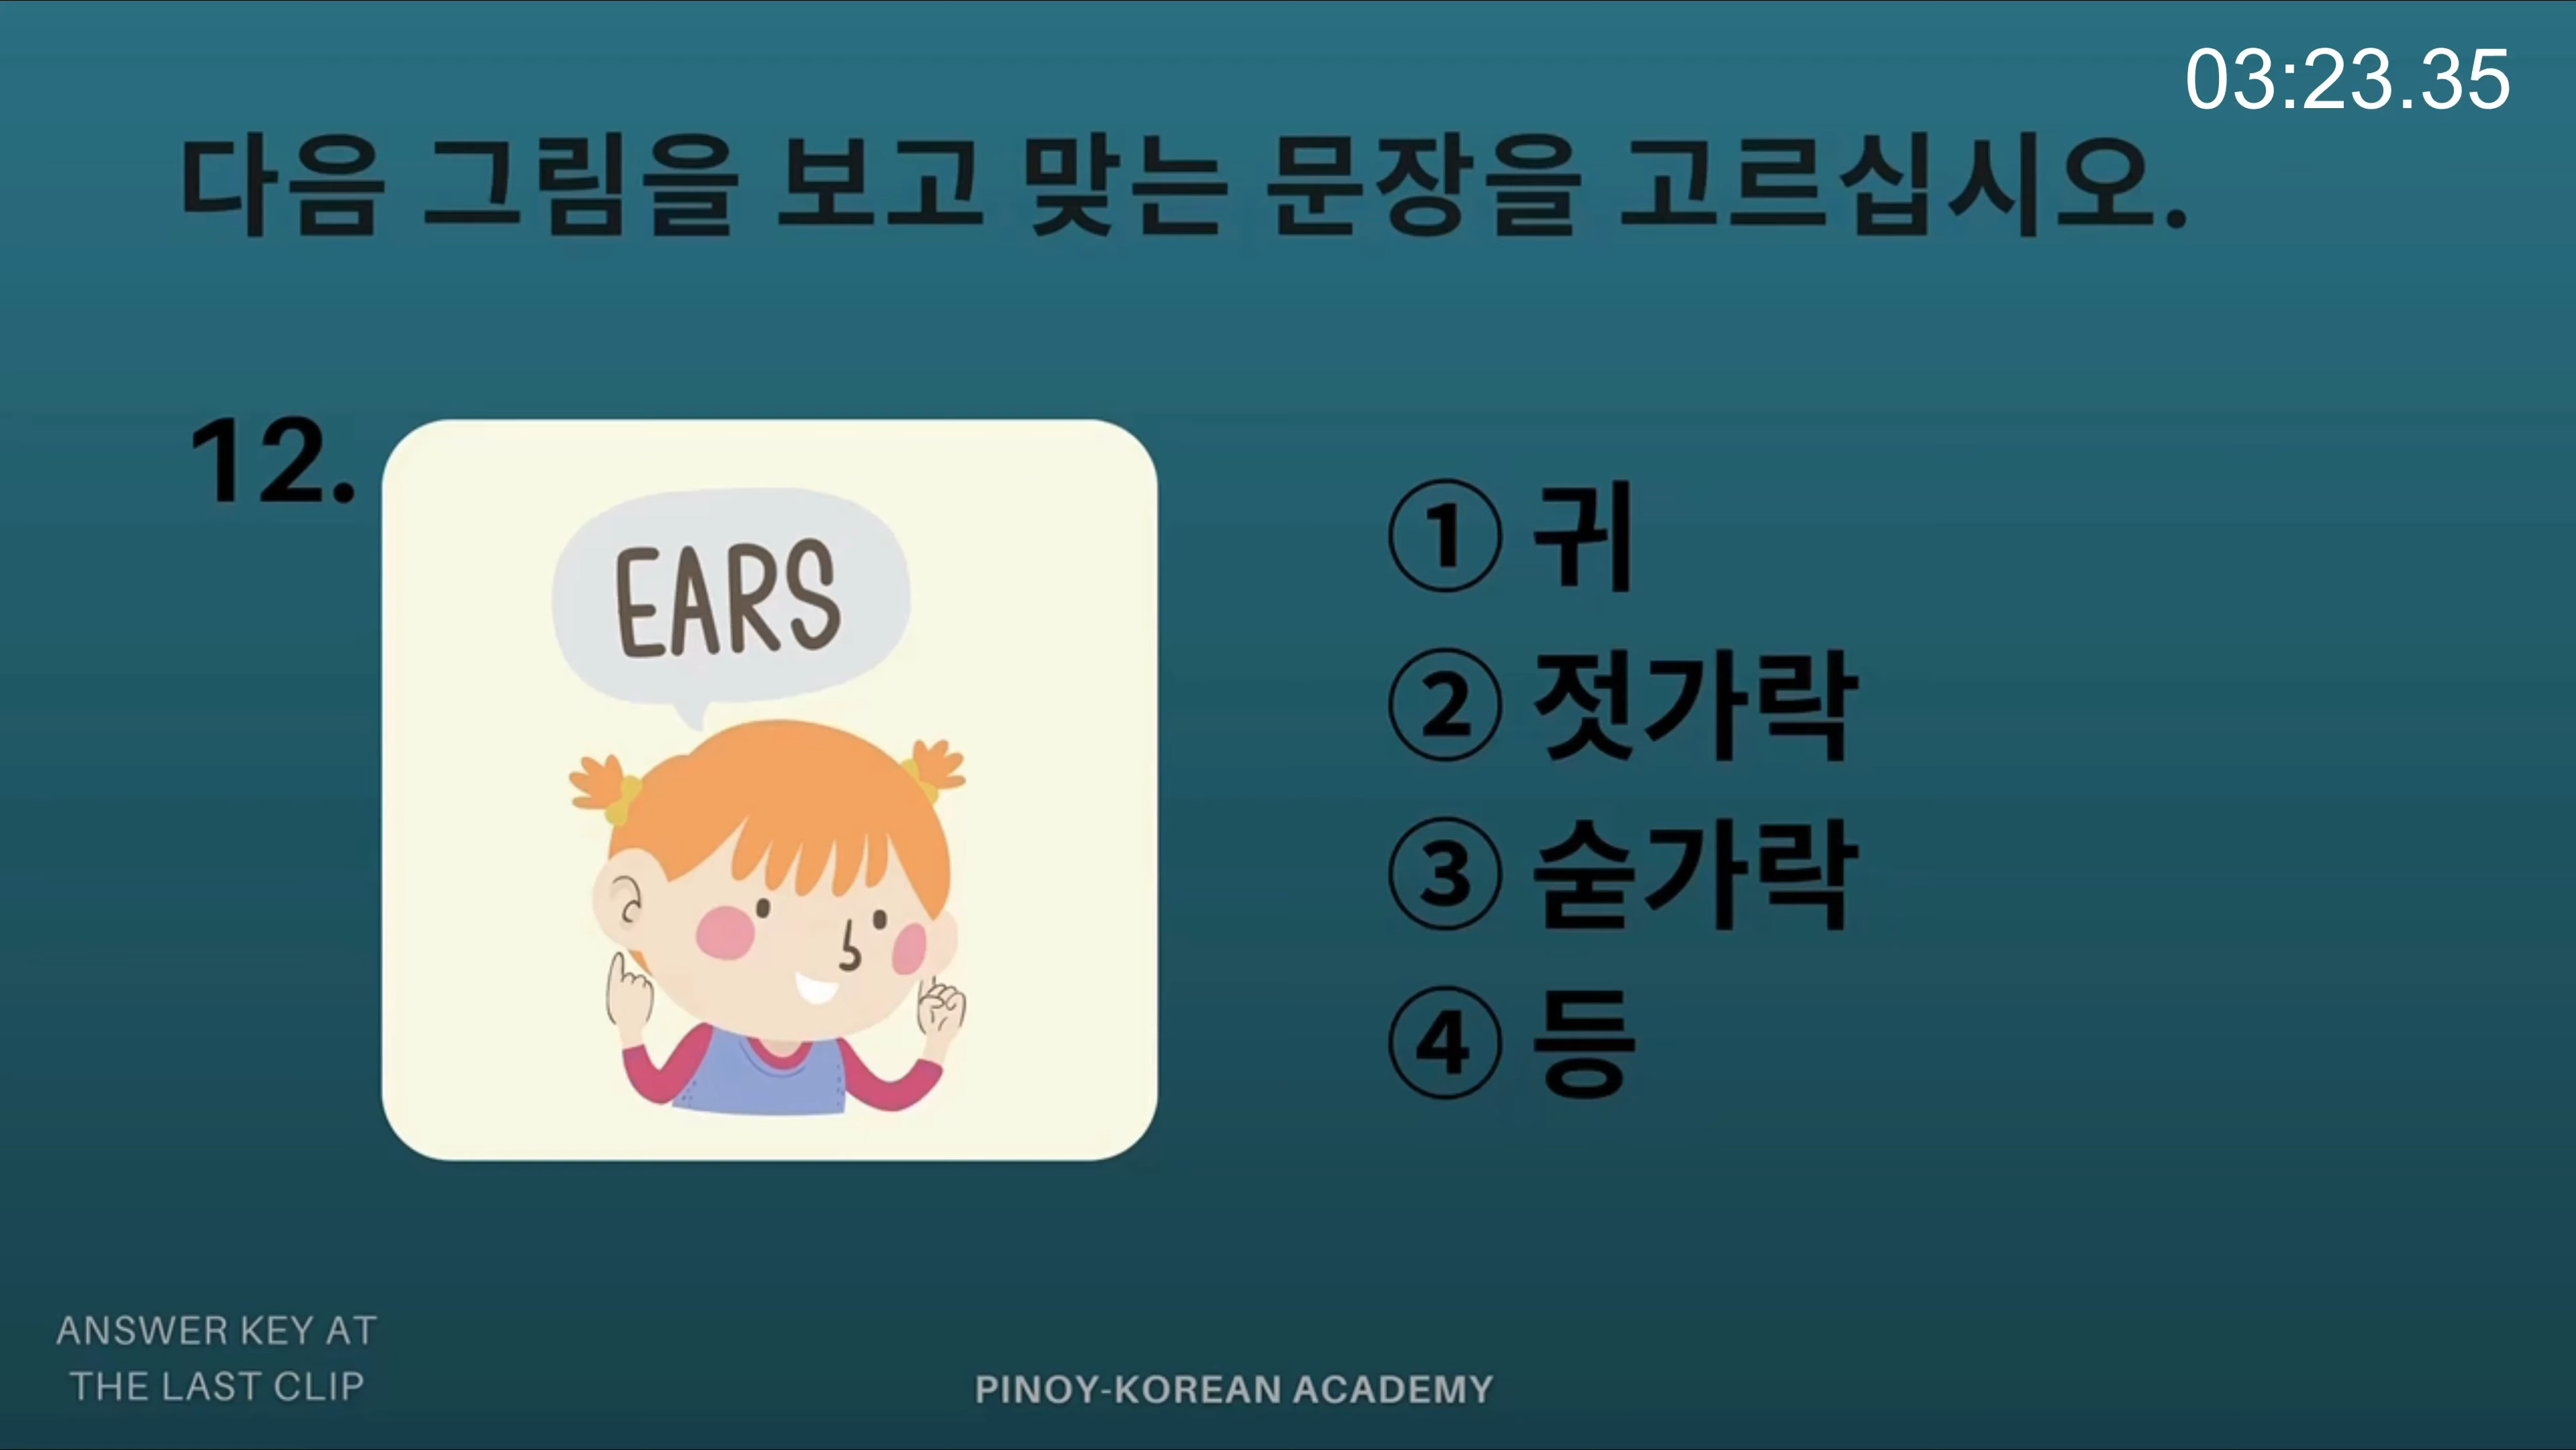 03:23.35
다음 그림을 보고 맞는 문장을 고르십시오.
12.
EARS
① 귀
② 젓가락
③ 숟가락
④ 등
ANSWER KEY AT
THE LAST CLIP
PINOY-KOREAN ACADEMY